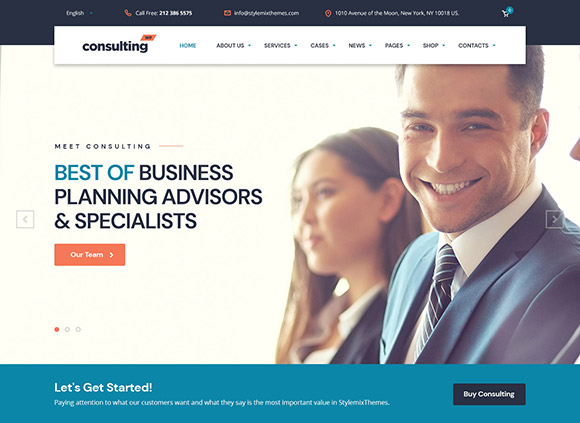 English
Call Free: 212 386 5575
info@stylemixthemes.com
1010 Avenue of the Moon, New York, NY 10018 US.
consulting WP
HOME ABOUT US SERVICES CASES NEWS PAGES SHOP CONTACTS
MEET CONSULTING
BEST OF BUSINESS
PLANNING ADVISORS
& SPECIALISTS
Our Team
Let's Get Started!
Paying attention to what our customers want and what they say is the most important value in StylemixThemes.
Buy Consulting